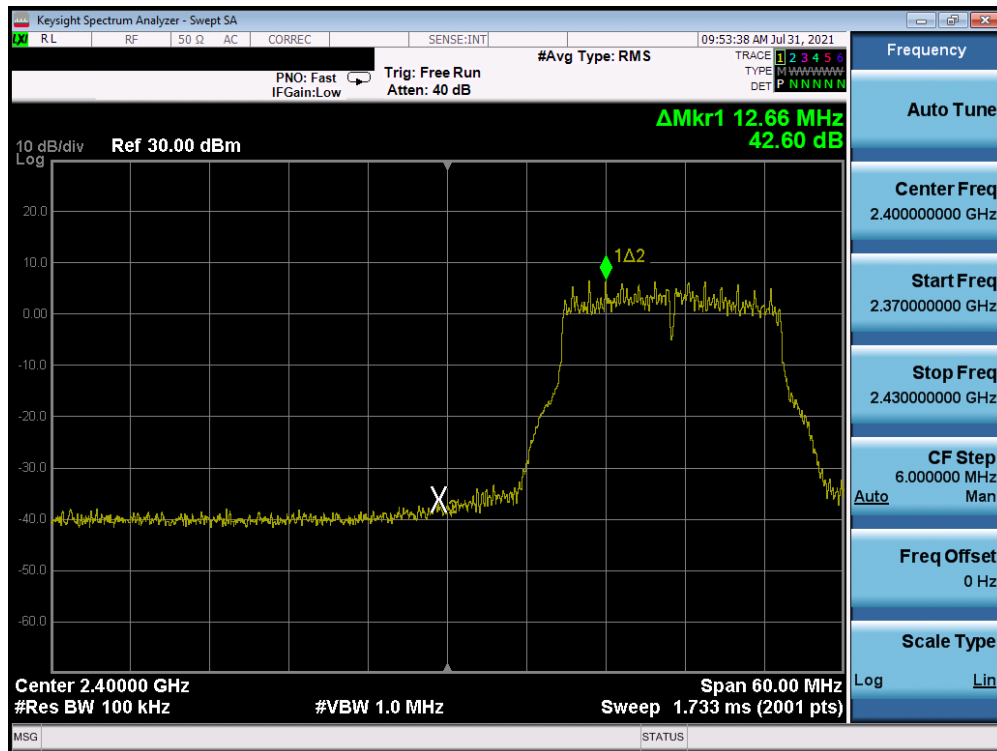 Keysight Spectrum Analyzer - Swept SA
LXI RL RF 50 Ω AC CORREC SENSE:INT 09:53:38 AM Jul 31, 2021
#Avg Type: RMS
TRACE 1 2 3 4 5 6
TYPE M W W W W W
DET P N N N N N
PNO: Fast
IFGain:Low
Trig: Free Run
Atten: 40 dB
ΔMkr1 12.66 MHz
42.60 dB
10 dB/div Ref 30.00 dBm
Log
20.0
10.0
0.00
-10.0
-20.0
-30.0
-40.0
-50.0
-60.0
1Δ2
X
Center 2.40000 GHz Span 60.00 MHz
#Res BW 100 kHz #VBW 1.0 MHz Sweep 1.733 ms (2001 pts)
MSG STATUS
Frequency
Auto Tune
Center Freq
2.400000000 GHz
Start Freq
2.370000000 GHz
Stop Freq
2.430000000 GHz
CF Step
6.000000 MHz
Auto Man
Freq Offset
0 Hz
Scale Type
Log Lin